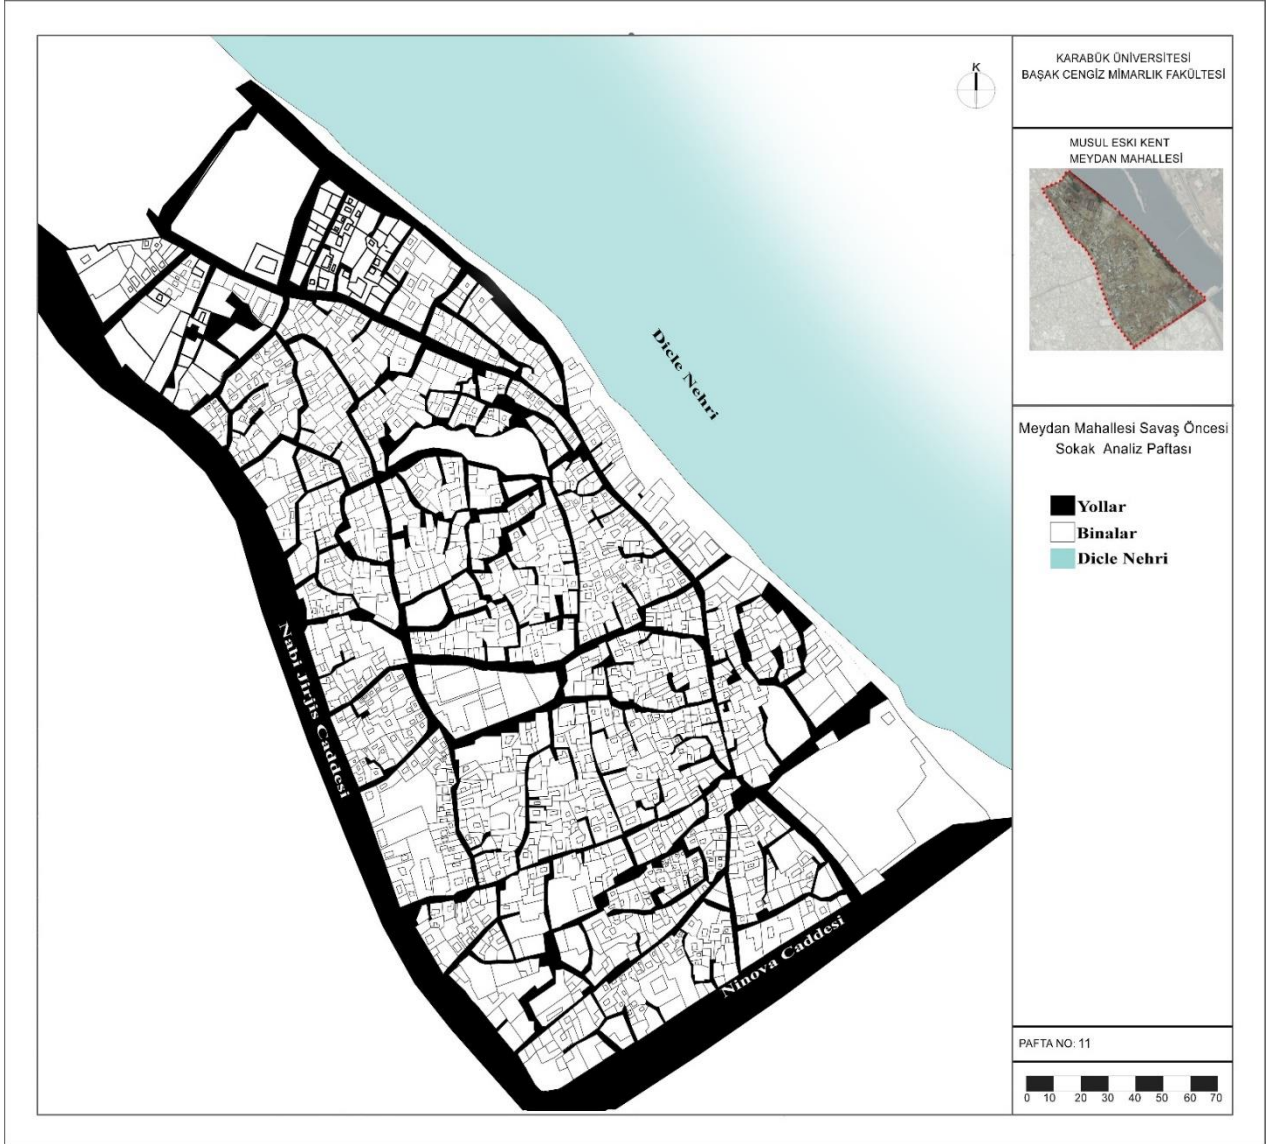 K
KARABÜK ÜNİVERSİTESİ
BAŞAK CENGİZ MİMARLIK FAKÜLTESİ
MUSUL ESKI KENT
MEYDAN MAHALLESİ
Dicle Nehri
Meydan Mahallesi Savaş Öncesi
Sokak Analiz Paftası
Yollar
Binalar
Dicle Nehri
Nabi Jirjis Caddesi
Ninova Caddesi
PAFTA NO: 11
0 10 20 30 40 50 60 70